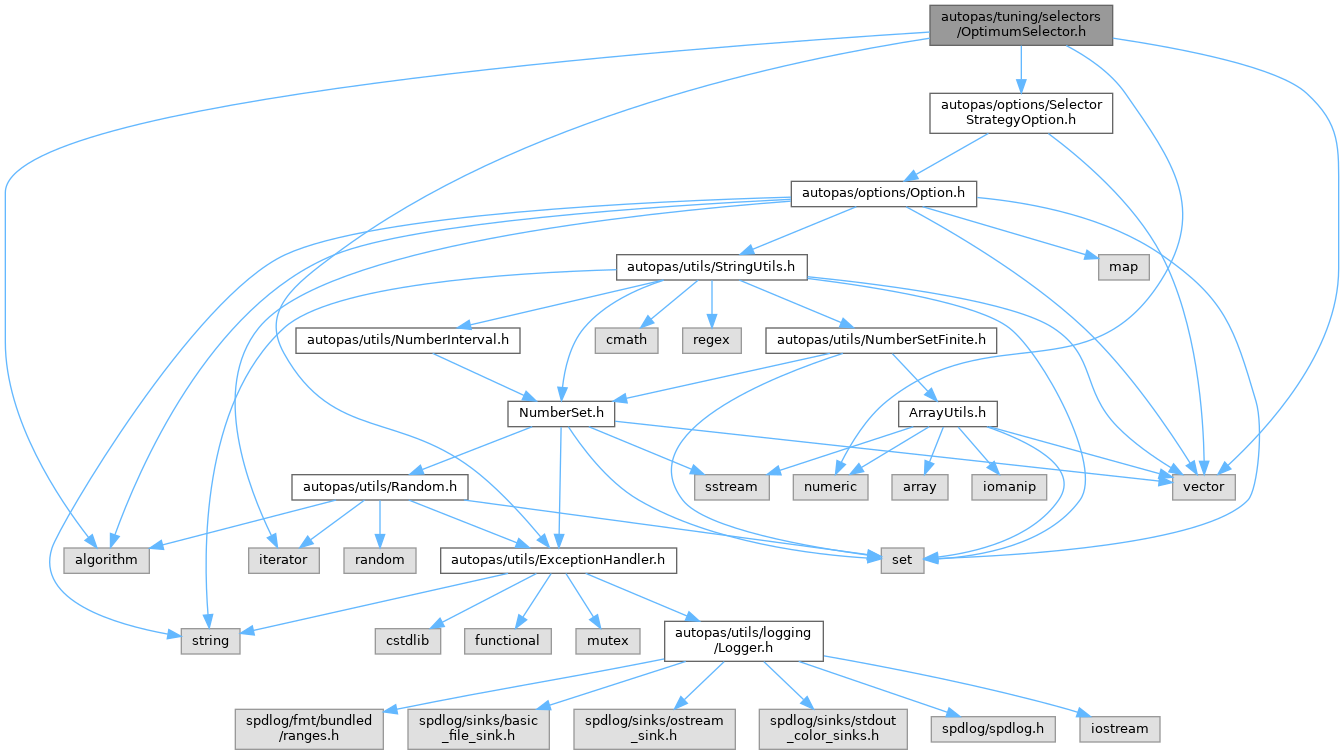 autopas/tuning/selectors
/OptimumSelector.h
autopas/options/Selector
StrategyOption.h
autopas/options/Option.h
autopas/utils/StringUtils.h
map
autopas/utils/NumberInterval.h
cmath
regex
autopas/utils/NumberSetFinite.h
NumberSet.h
ArrayUtils.h
autopas/utils/Random.h
sstream
numeric
array
iomanip
vector
algorithm
iterator
random
autopas/utils/ExceptionHandler.h
set
string
cstdlib
functional
mutex
autopas/utils/logging
/Logger.h
spdlog/fmt/bundled
/ranges.h
spdlog/sinks/basic
_file_sink.h
spdlog/sinks/ostream
_sink.h
spdlog/sinks/stdout
_color_sinks.h
spdlog/spdlog.h
iostream